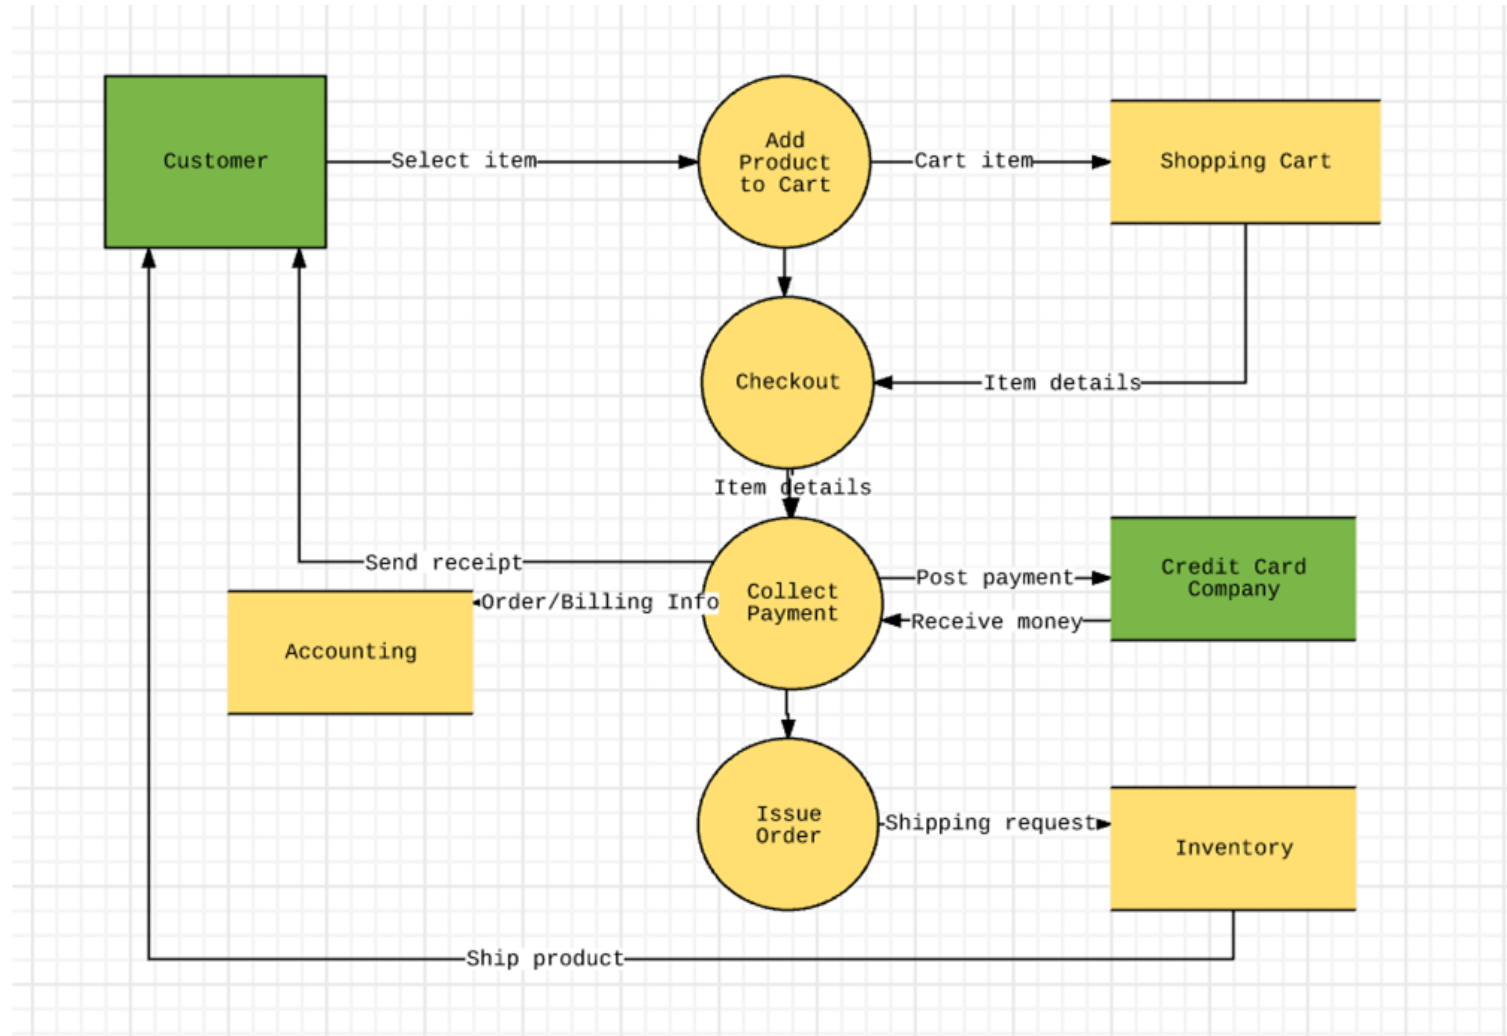 Customer
Select item
Add
Product
to Cart
Cart item
Shopping Cart
Checkout
Item details
Item details
Send receipt
Collect
Payment
Post payment
Receive money
Credit Card
Company
Order/Billing Info
Accounting
Issue
Order
Shipping request
Inventory
Ship product